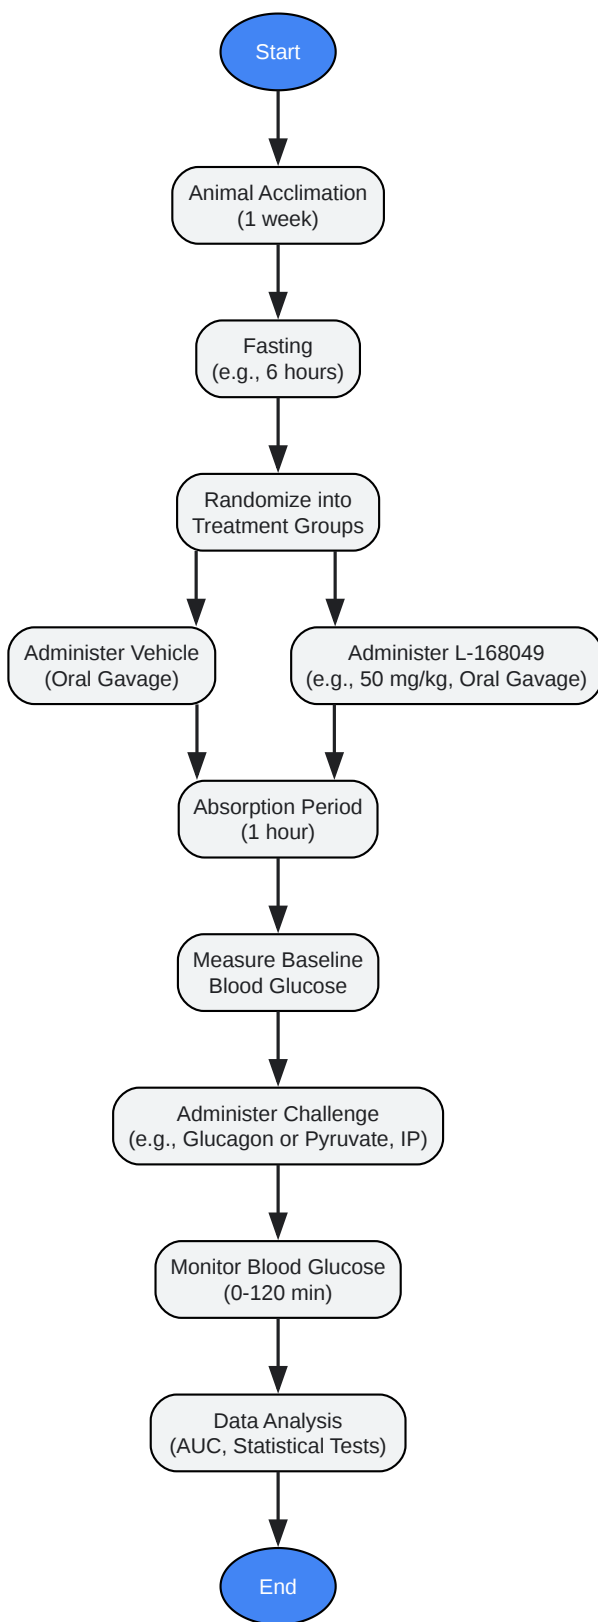 Start
Animal Acclimation
(1 week)
Fasting
(e.g., 6 hours)
Randomize into
Treatment Groups
Administer Vehicle
(Oral Gavage)
Administer L-168049
(e.g., 50 mg/kg, Oral Gavage)
Absorption Period
(1 hour)
Measure Baseline
Blood Glucose
Administer Challenge
(e.g., Glucagon or Pyruvate, IP)
Monitor Blood Glucose
(0-120 min)
Data Analysis
(AUC, Statistical Tests)
End